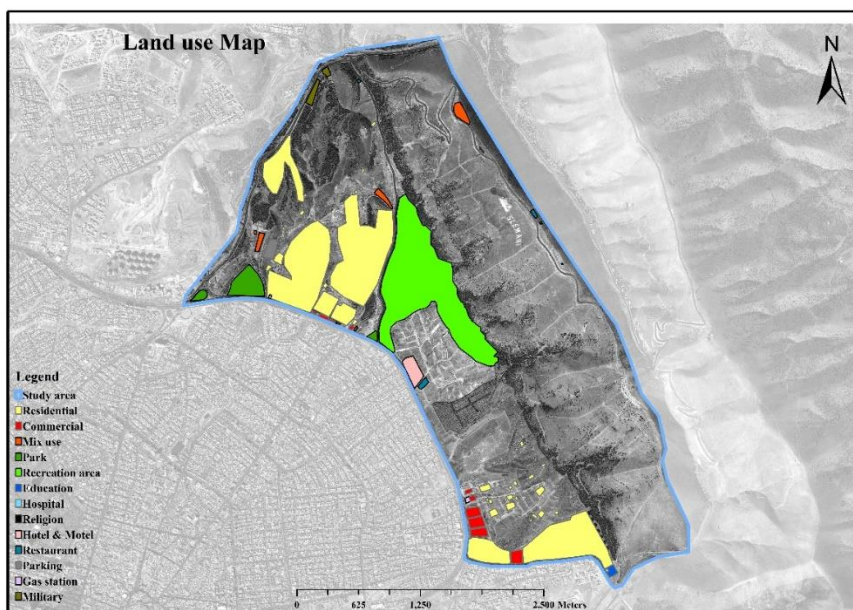 Land use Map
N
SLEMANI
Legend
Study area
Residential
Commercial
Mix use
Park
Recreation area
Education
Hospital
Religion
Hotel & Motel
Restaurant
Parking
Gas station
Military
0 625 1,250 2,500 Meters